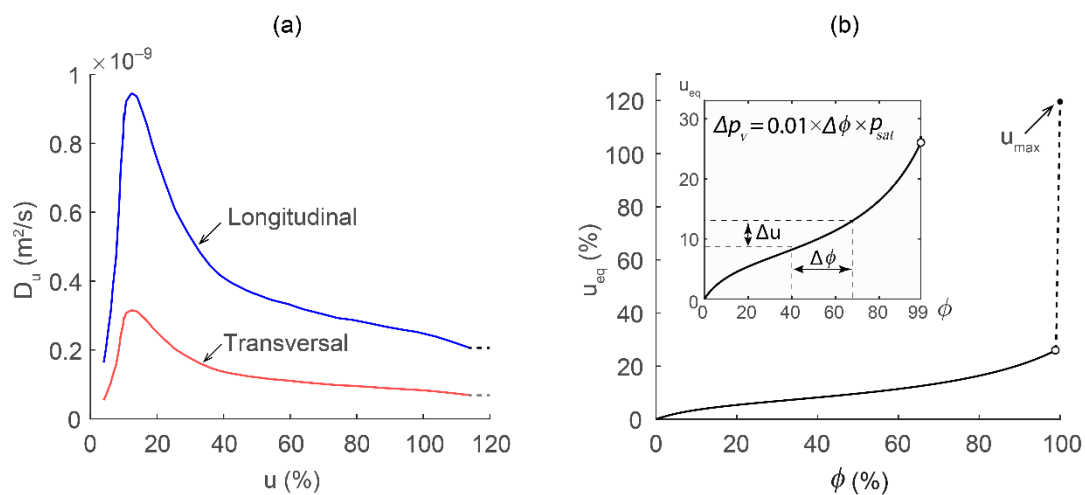 (a)
× 10⁻⁹
1
0.8
0.6
0.4
0.2
0
D_u (m²/s)
Longitudinal
Transversal
0 20 40 60 80 100 120
u (%)
(b)
140
120
100
80
60
40
20
0
u_eq (%)
u_max
u_eq
30
20
10
0
Δp_v = 0.01 × Δϕ × p_sat
Δu
Δϕ
0 20 40 60 80 99 ϕ
0 20 40 60 80 100
ϕ (%)